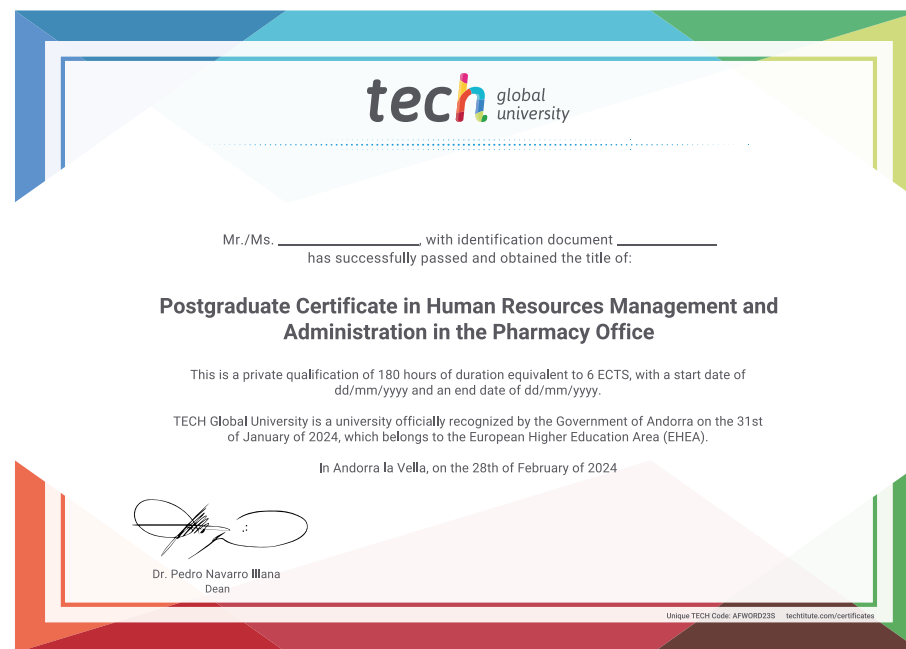 tech global
university
Mr./Ms. ____________________, with identification document ______________
has successfully passed and obtained the title of:
Postgraduate Certificate in Human Resources Management and
Administration in the Pharmacy Office
This is a private qualification of 180 hours of duration equivalent to 6 ECTS, with a start date of
dd/mm/yyyy and an end date of dd/mm/yyyy.
TECH Global University is a university officially recognized by the Government of Andorra on the 31st
of January of 2024, which belongs to the European Higher Education Area (EHEA).
In Andorra la Vella, on the 28th of February of 2024
Dr. Pedro Navarro Illana
Dean
Unique TECH Code: AFWORD23S techtitute.com/certificates